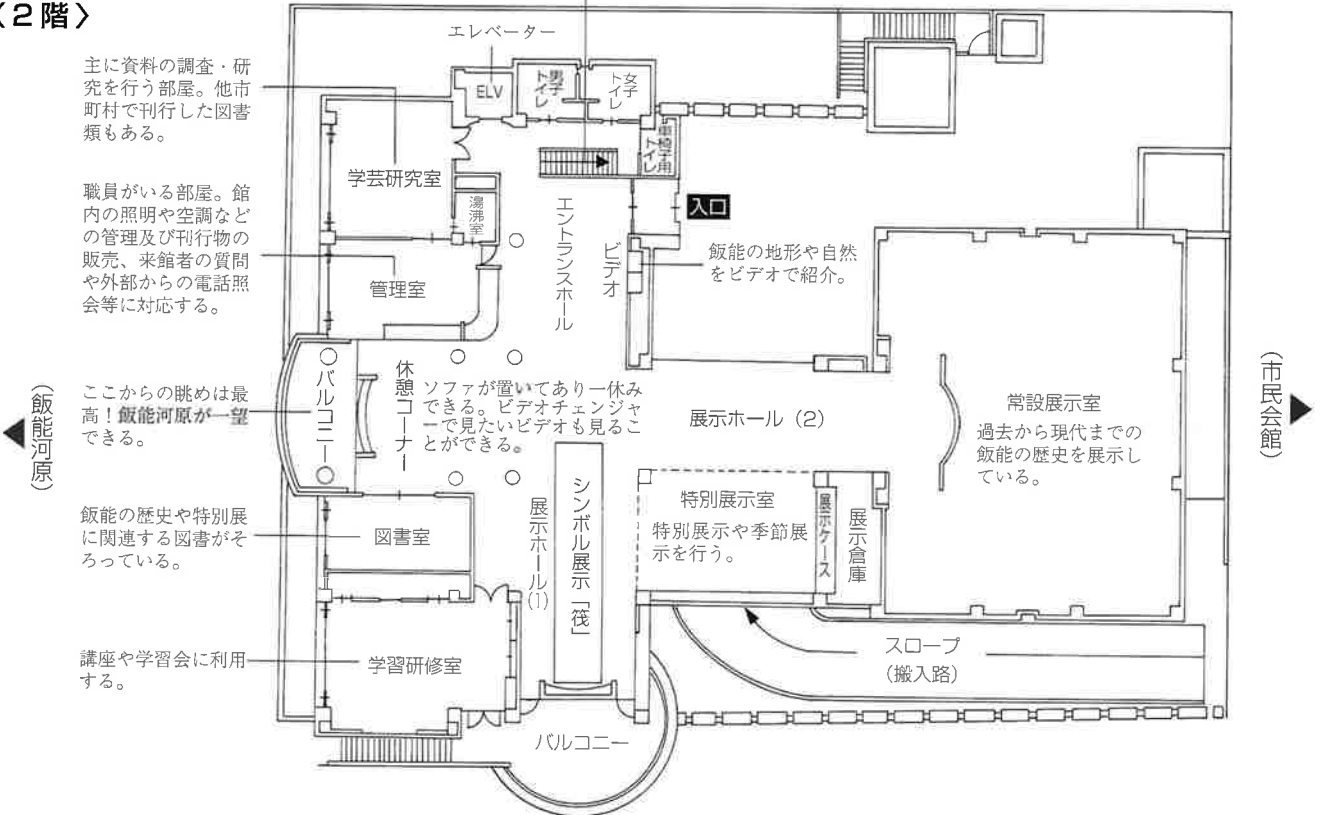 〈2階〉
エレベーター
ELV
男子
トイレ
女子
トイレ
車椅子用
トイレ
主に資料の調査・研
究を行う部屋。他市
町村で刊行した図書
類もある。
学芸研究室
湯沸室
職員がいる部屋。館
内の照明や空調など
の管理及び刊行物の
販売、来館者の質問
や外部からの電話照
会等に対応する。
管理室
エントランスホール
入口
ビデオ
飯能の地形や自然
をビデオで紹介。
(飯能河原)
ここからの眺めは最
高!飯能河原が一望
できる。
バルコニー
休憩コーナー
ソファが置いてあり一休み
できる。ビデオチェンジャ
ーで見たいビデオも見るこ
とができる。
展示ホール(2)
常設展示室
過去から現代までの
飯能の歴史を展示し
ている。
(市民会館)
飯能の歴史や特別展
に関連する図書がそ
ろっている。
図書室
展示ホール(1)
シンボル展示「筏」
特別展示室
特別展示や季節展
示を行う。
展示ケース
展示倉庫
講座や学習会に利用
する。
学習研修室
スロープ
(搬入路)
バルコニー